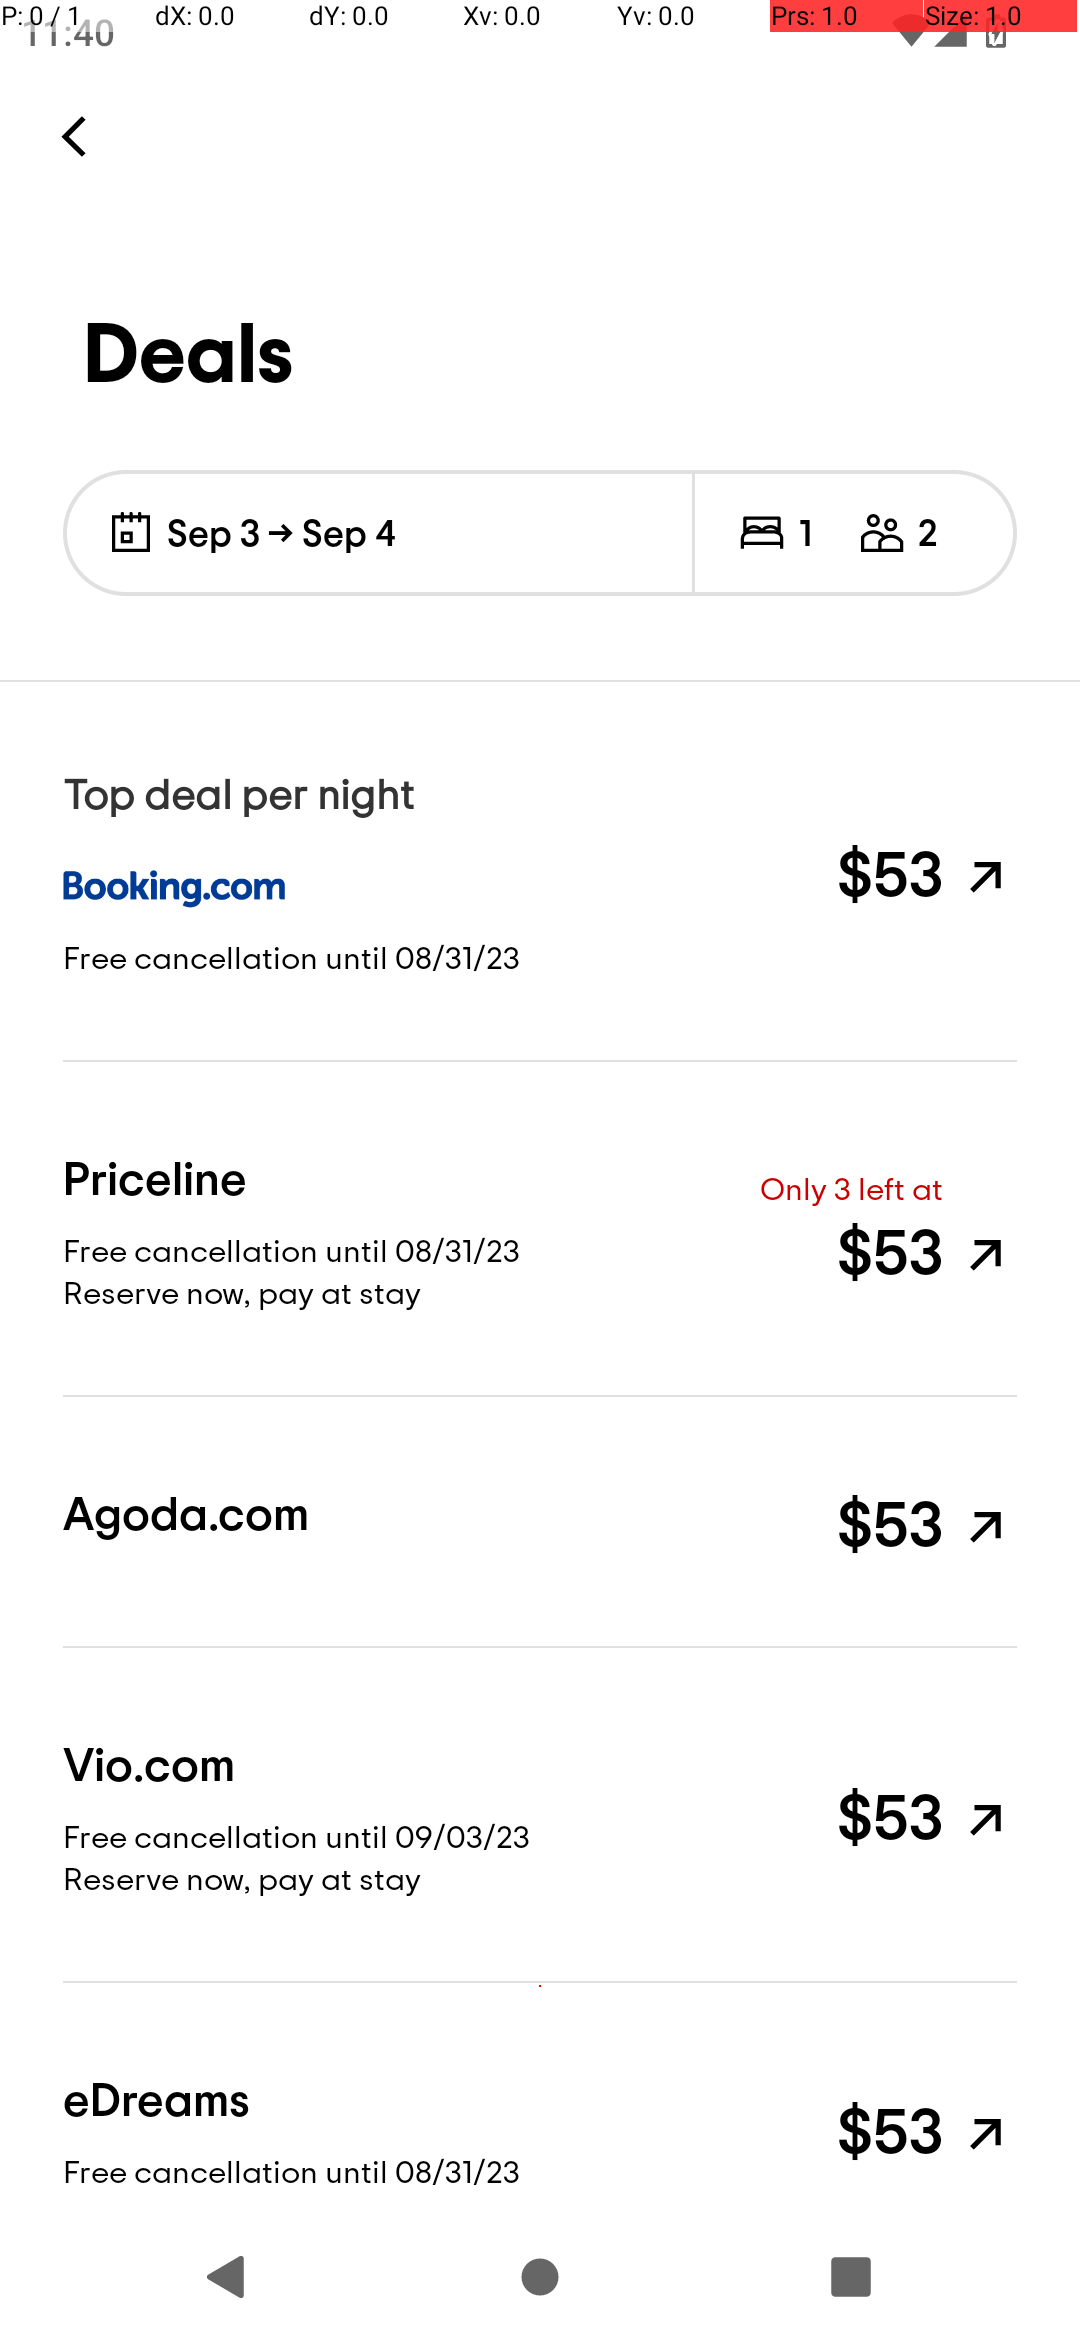 P: 0 / 1 dX: 0.0 dY: 0.0 Xv: 0.0 Yv: 0.0 Prs: 1.0 Size: 1.0
11:40
Deals
Sep 3 → Sep 4 1 2
Top deal per night
Booking.com $53
Free cancellation until 08/31/23
Priceline
Only 3 left at
Free cancellation until 08/31/23 $53
Reserve now, pay at stay
Agoda.com $53
Vio.com
Free cancellation until 09/03/23 $53
Reserve now, pay at stay
eDreams $53
Free cancellation until 08/31/23